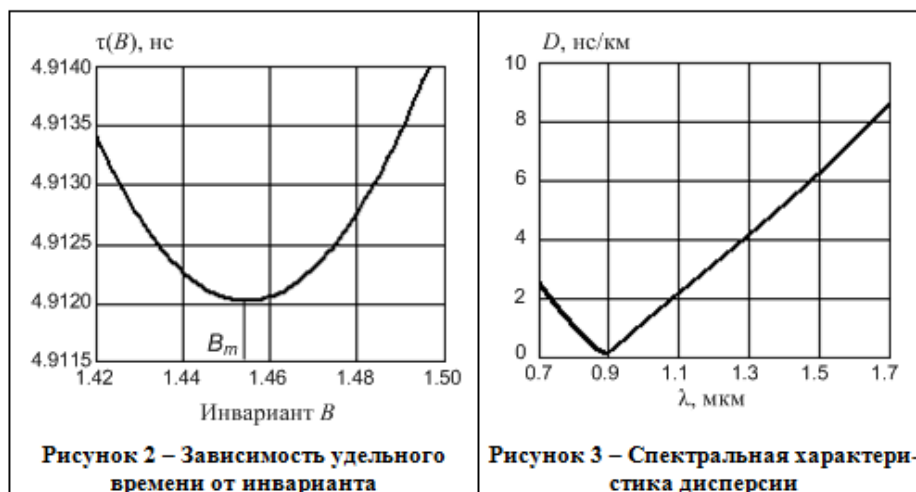 τ(B), нс
4.9140
4.9135
4.9130
4.9125
4.9120
4.9115
Bm
1.42 1.44 1.46 1.48 1.50
Инвариант B
Рисунок 2 – Зависимость удельного
времени от инварианта
D, нс/км
10
8
6
4
2
0
0.7 0.9 1.1 1.3 1.5 1.7
λ, мкм
Рисунок 3 – Спектральная характери-
стика дисперсии